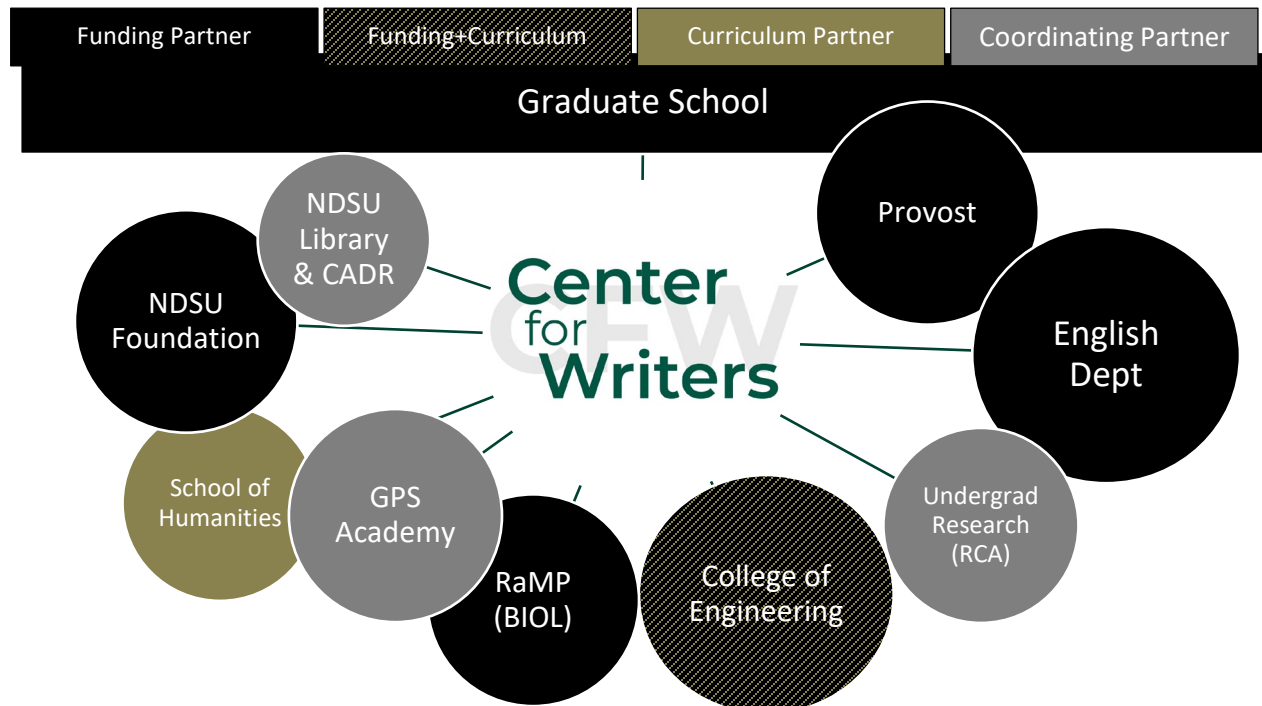 Funding Partner
Funding+Curriculum
Curriculum Partner
Coordinating Partner
Graduate School
NDSU
Library
& CADR
Provost
NDSU
Foundation
CFW
Center
for
Writers
English
Dept
School of
Humanities
GPS
Academy
Undergrad
Research
(RCA)
RaMP
(BIOL)
College of
Engineering